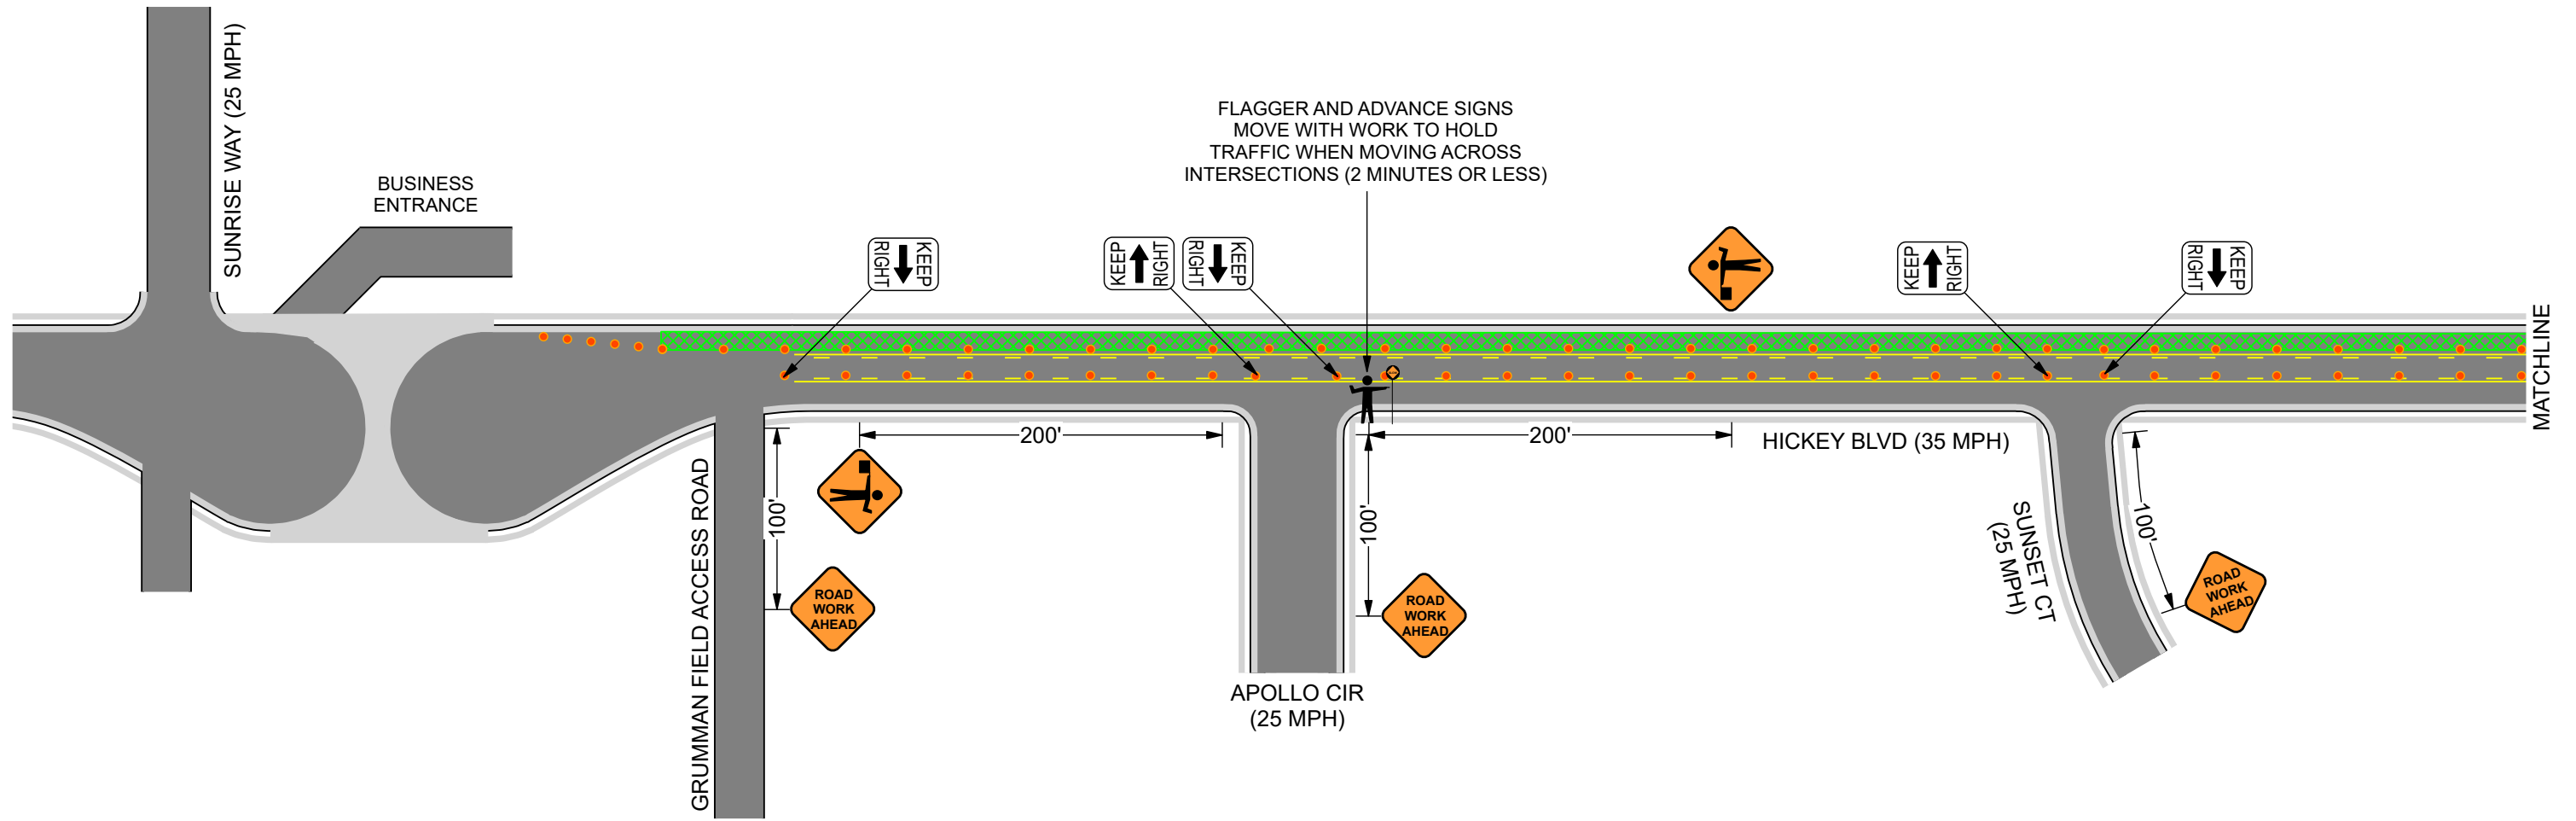 SUNRISE WAY (25 MPH)
BUSINESS
ENTRANCE
FLAGGER AND ADVANCE SIGNS
MOVE WITH WORK TO HOLD
TRAFFIC WHEN MOVING ACROSS
INTERSECTIONS (2 MINUTES OR LESS)
KEEP
RIGHT
KEEP
RIGHT
KEEP
RIGHT
KEEP
RIGHT
KEEP
RIGHT
MATCHLINE
200'
200'
HICKEY BLVD (35 MPH)
GRUMMAN FIELD ACCESS ROAD
100'
100'
100'
SUNSET CT
(25 MPH)
ROAD
WORK
AHEAD
ROAD
WORK
AHEAD
ROAD
WORK
AHEAD
APOLLO CIR
(25 MPH)